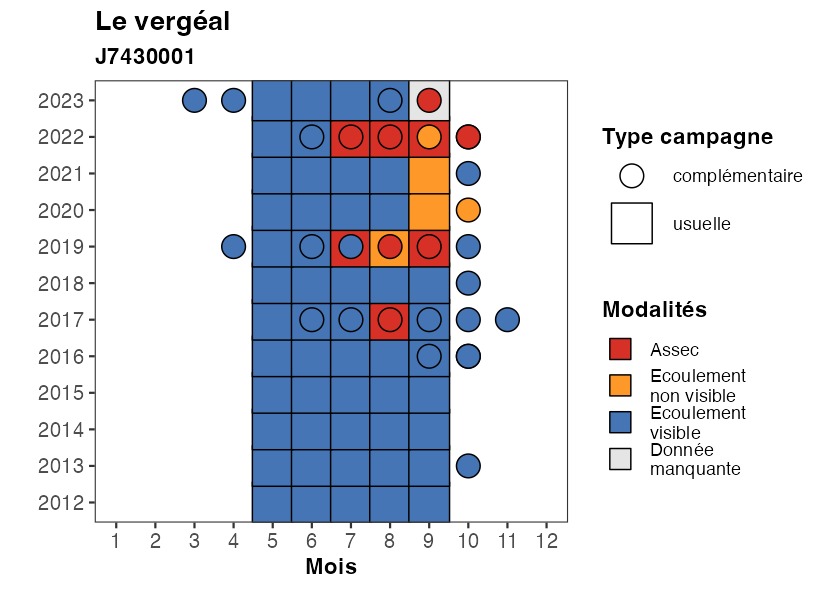 Le vergéal
J7430001
2023
2022
2021
2020
2019
2018
2017
2016
2015
2014
2013
2012
1 2 3 4 5 6 7 8 9 10 11 12
Mois
Type campagne
complémentaire
usuelle
Modalités
Assec
Ecoulement
non visible
Ecoulement
visible
Donnée
manquante